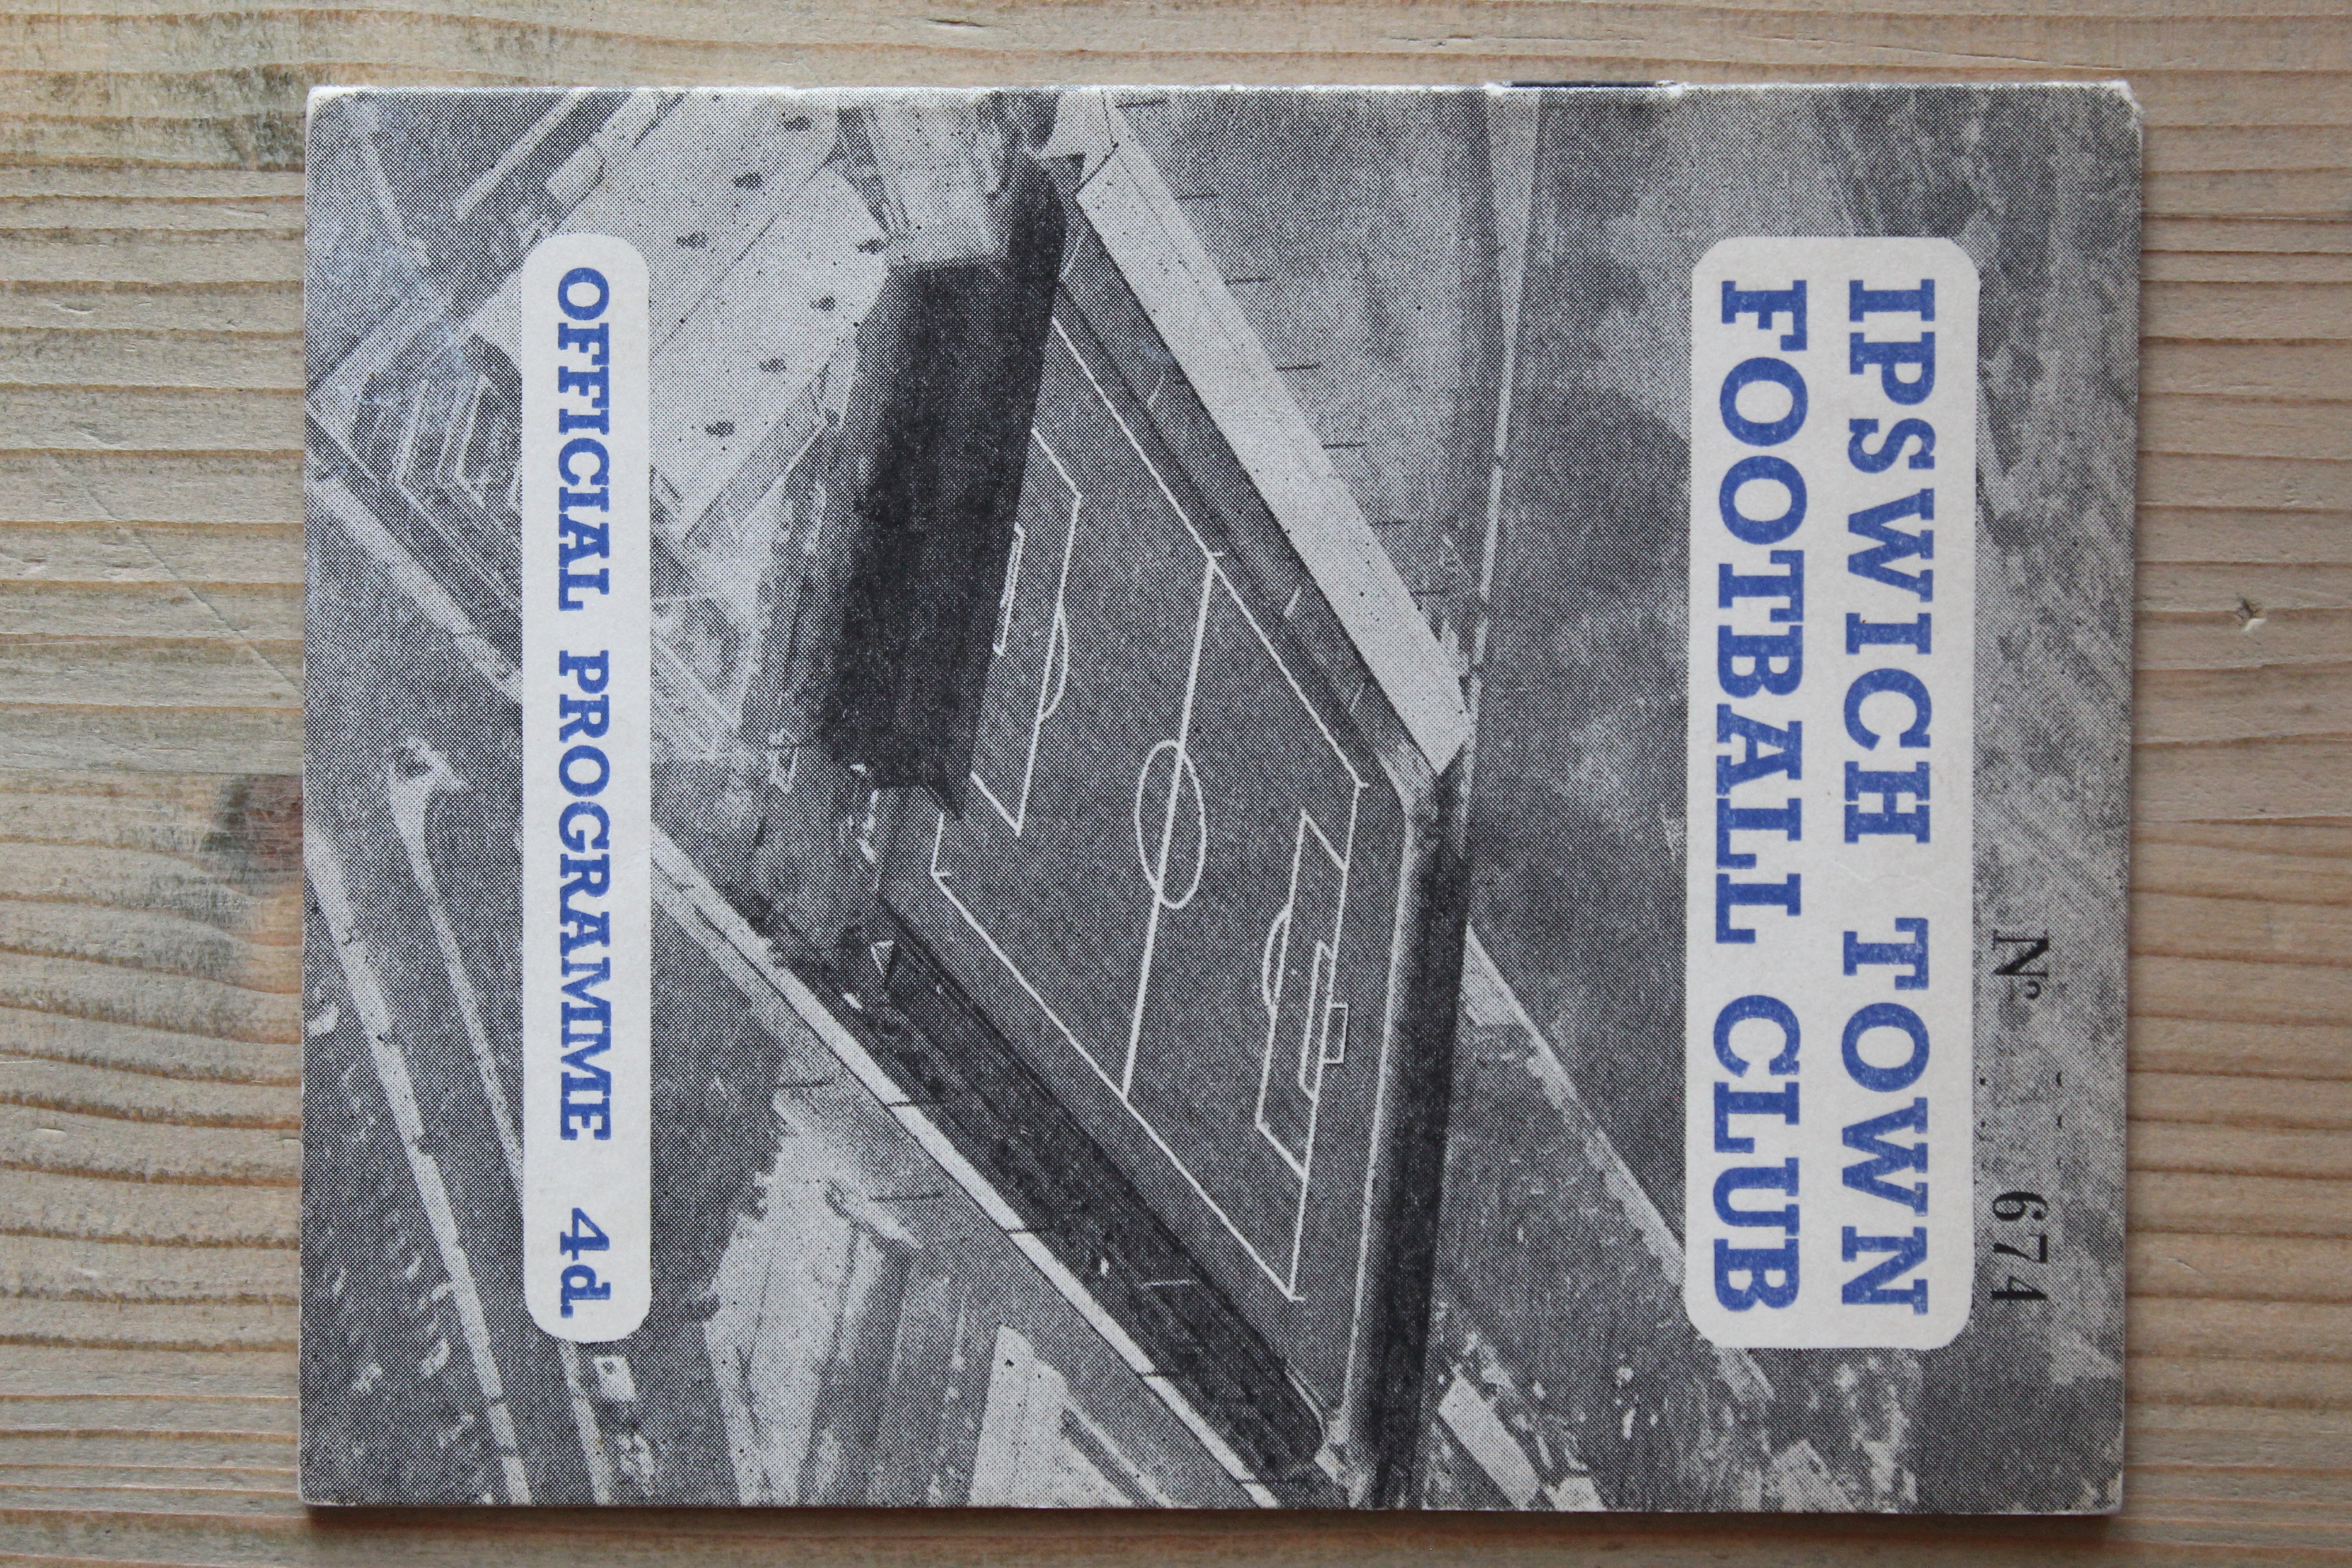 Nº 674
IPSWICH TOWN
FOOTBALL CLUB
OFFICIAL PROGRAMME 4d.